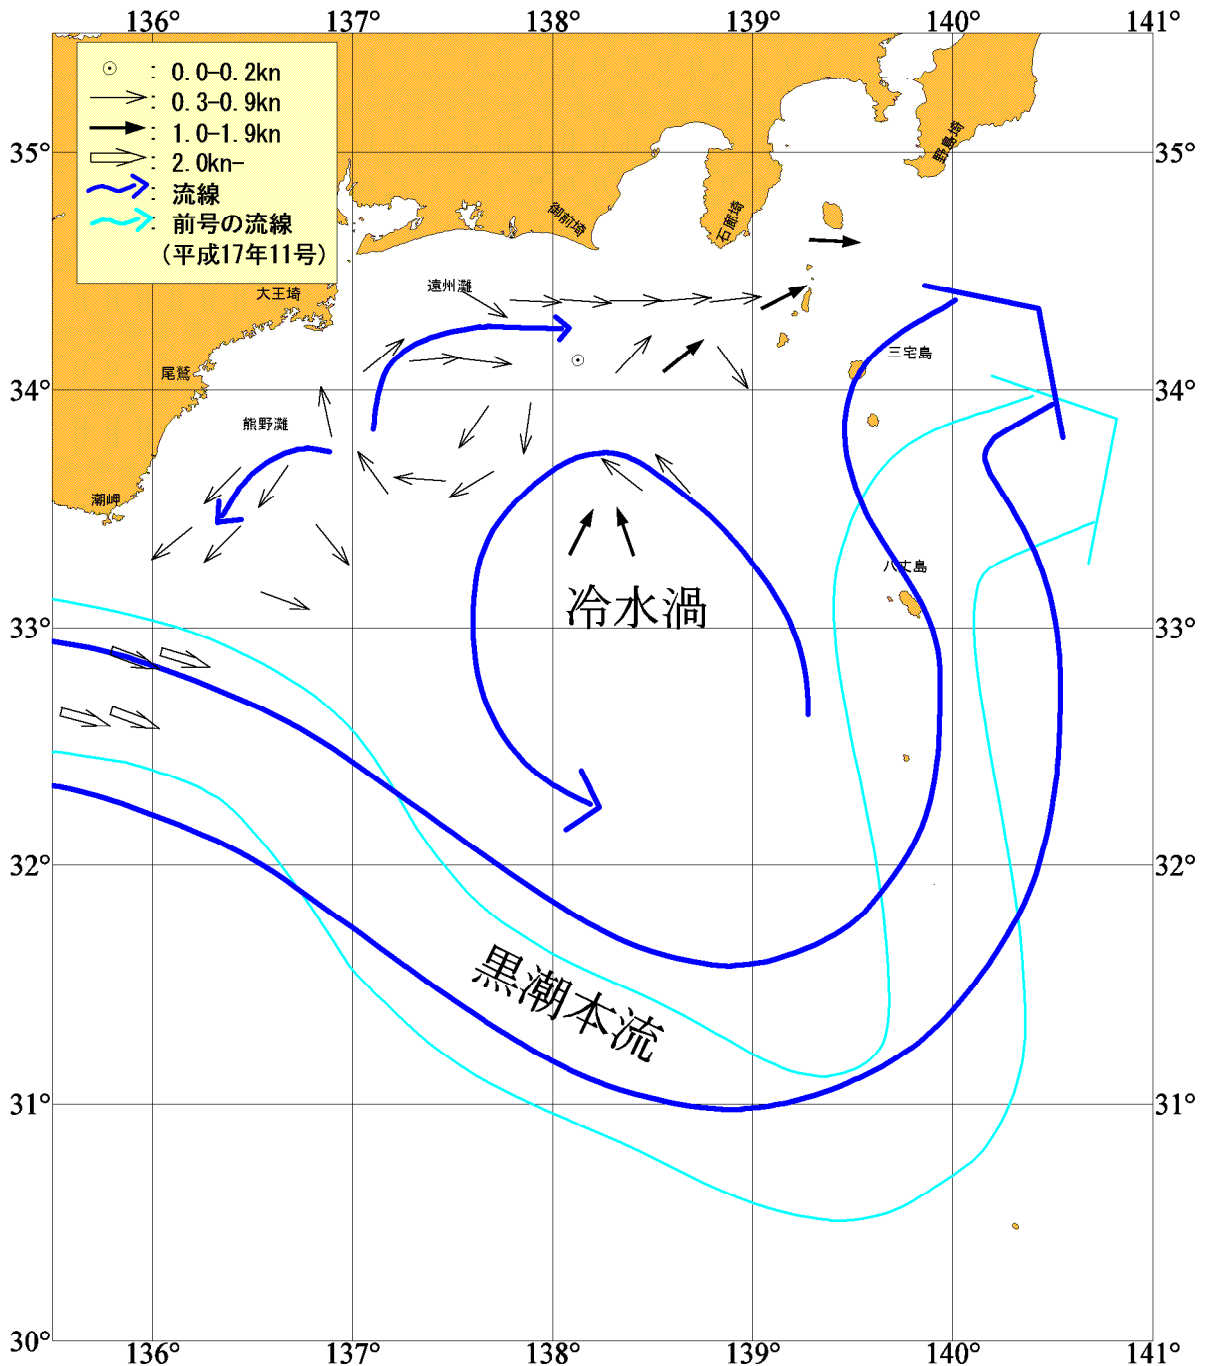 136° 137° 138° 139° 140° 141°
: 0.0-0.2kn
: 0.3-0.9kn
: 1.0-1.9kn
: 2.0kn-
: 流線
: 前号の流線
(平成17年11号)
35° 35°
野島埼
御前埼
石廊埼
遠州灘
大王埼
三宅島
尾鷲
34° 34°
熊野灘
潮岬
八丈島
冷水渦
33° 33°
32° 32°
黒潮本流
31° 31°
30° 30°
136° 137° 138° 139° 140° 141°